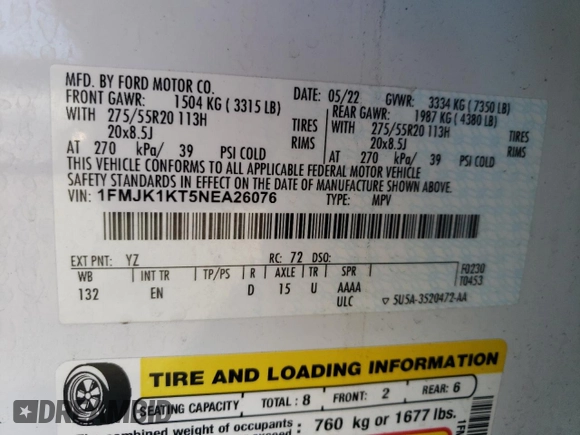 MFD. BY FORD MOTOR CO.
DATE: 05/22 GVWR: 3334 KG ( 7350 LB)
FRONT GAWR: 1504 KG ( 3315 LB)
REAR GAWR: 1987 KG ( 4380 LB)
WITH 275/55R20 113H TIRES
WITH 275/55R20 113H TIRES
20x8.5J RIMS
20x8.5J RIMS
AT 270 kPa/ 39 PSI COLD
AT 270 kPa/ 39 PSI COLD
THIS VEHICLE CONFORMS TO ALL APPLICABLE FEDERAL MOTOR VEHICLE
SAFETY STANDARDS IN EFFECT ON THE DATE OF MANUFACTURE SHOWN ABOVE.
VIN: 1FMJK1KT5NEA26076 TYPE: MPV
EXT PNT: YZ RC: 72 DSO:
F0230
T0453
WB INT TR TP/PS R AXLE TR SPR
132 EN D 15 U AAAA
ULC
5U5A-3520472-AA
TIRE AND LOADING INFORMATION
SEATING CAPACITY TOTAL : 8 FRONT: 2 REAR: 6
The combined weight of occupants : 760 kg or 1677 lbs.
DREAMBID